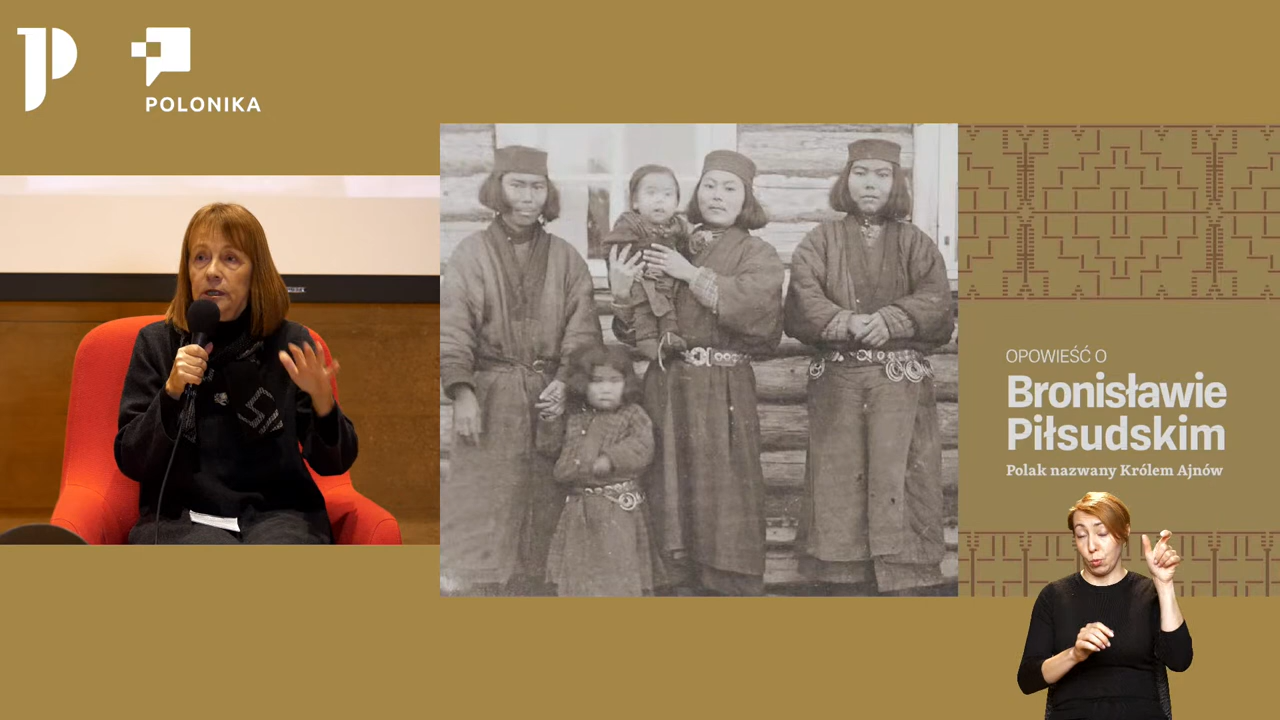 POLONIKA
OPOWIEŚĆ O
Bronisławie
Piłsudskim
Polak nazwany Królem Ajnów